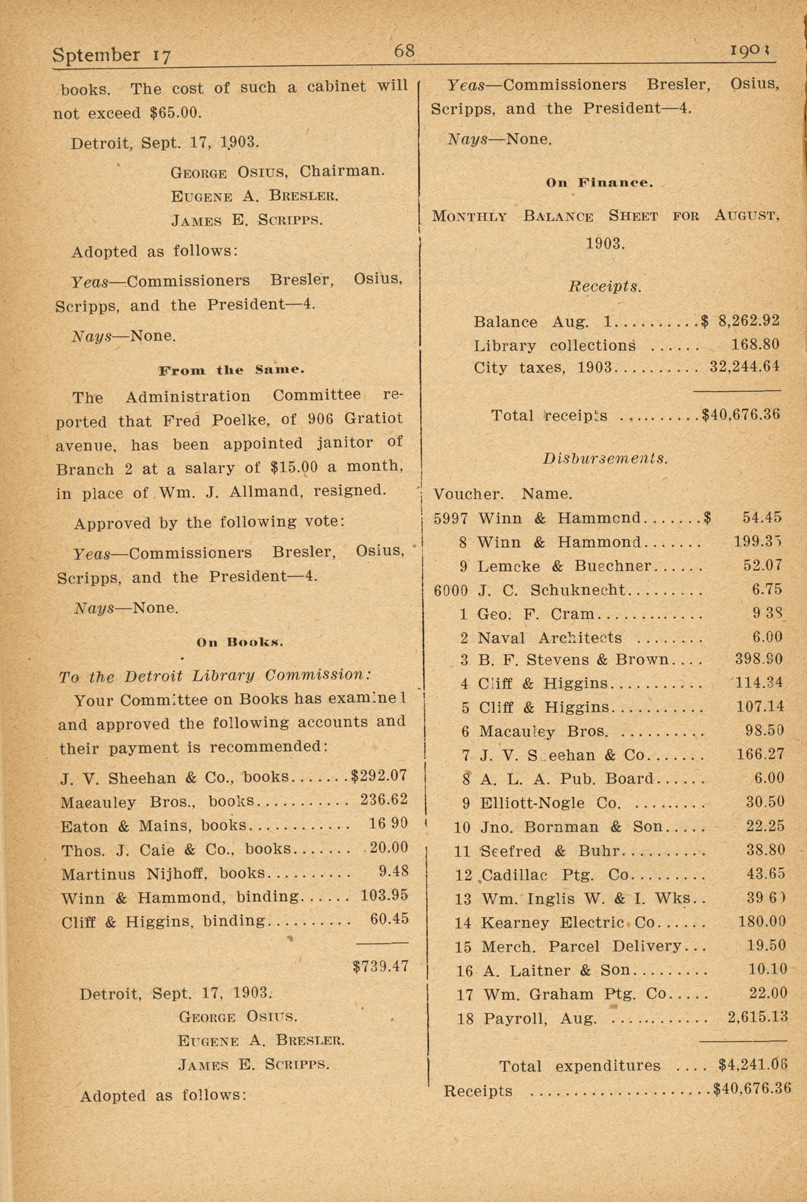 Sptember 17 68 1903
books. The cost of such a cabinet will
not exceed $65.00.
Detroit, Sept. 17, 1903.
GEORGE OSIUS, Chairman.
EUGENE A. BRESLER.
JAMES E. SCRIPPS.
Adopted as follows:
Yeas—Commissioners Bresler, Osius,
Scripps, and the President—4.
Nays—None.
From the Same.
The Administration Committee re-
ported that Fred Poelke, of 906 Gratiot
avenue, has been appointed janitor of
Branch 2 at a salary of $15.00 a month,
in place of Wm. J. Allmand, resigned.
Approved by the following vote:
Yeas—Commissioners Bresler, Osius,
Scripps, and the President—4.
Nays—None.
On Books.
To the Detroit Library Commission:
Your Committee on Books has examinel
and approved the following accounts and
their payment is recommended:
J. V. Sheehan & Co., books.......$292.07
Macauley Bros., books........... 236.62
Eaton & Mains, books............ 16 90
Thos. J. Caie & Co., books....... 20.00
Martinus Nijhoff, books.......... 9.48
Winn & Hammond, binding...... 103.95
Cliff & Higgins, binding.......... 60.45
$739.47
Detroit, Sept. 17, 1903.
GEORGE OSIUS.
EUGENE A. BRESLER.
JAMES E. SCRIPPS.
Adopted as follows:
Yeas—Commissioners Bresler, Osius,
Scripps, and the President—4.
Nays—None.
On Finance.
MONTHLY BALANCE SHEET FOR AUGUST,
1903.
Receipts.
Balance Aug. 1..........$ 8,262.92
Library collections ...... 168.80
City taxes, 1903.......... 32,244.64
Total receipts ..........$40,676.36
Disbursements.
Voucher. Name.
5997 Winn & Hammond.......$ 54.45
8 Winn & Hammond....... 199.35
9 Lemcke & Buechner...... 52.07
6000 J. C. Schuknecht......... 6.75
1 Geo. F. Cram............. 9 38
2 Naval Architects ........ 6.00
3 B. F. Stevens & Brown.... 398.90
4 Cliff & Higgins........... 114.34
5 Cliff & Higgins........... 107.14
6 Macauley Bros. .......... 98.50
7 J. V. S eehan & Co....... 166.27
8 A. L. A. Pub. Board...... 6.00
9 Elliott-Nogle Co. ......... 30.50
10 Jno. Bornman & Son..... 22.25
11 Seefred & Buhr.......... 38.80
12 Cadillac Ptg. Co......... 43.65
13 Wm. Inglis W. & I. Wks..
14 Kearney Electric Co...... 180.00
15 Merch. Parcel Delivery... 19.50
16 A. Laitner & Son......... 10.10
17 Wm. Graham Ptg. Co..... 22.00
18 Payroll, Aug. ............ 2,615.13
Total expenditures .... $4,241.06
Receipts ......................$40,676.36